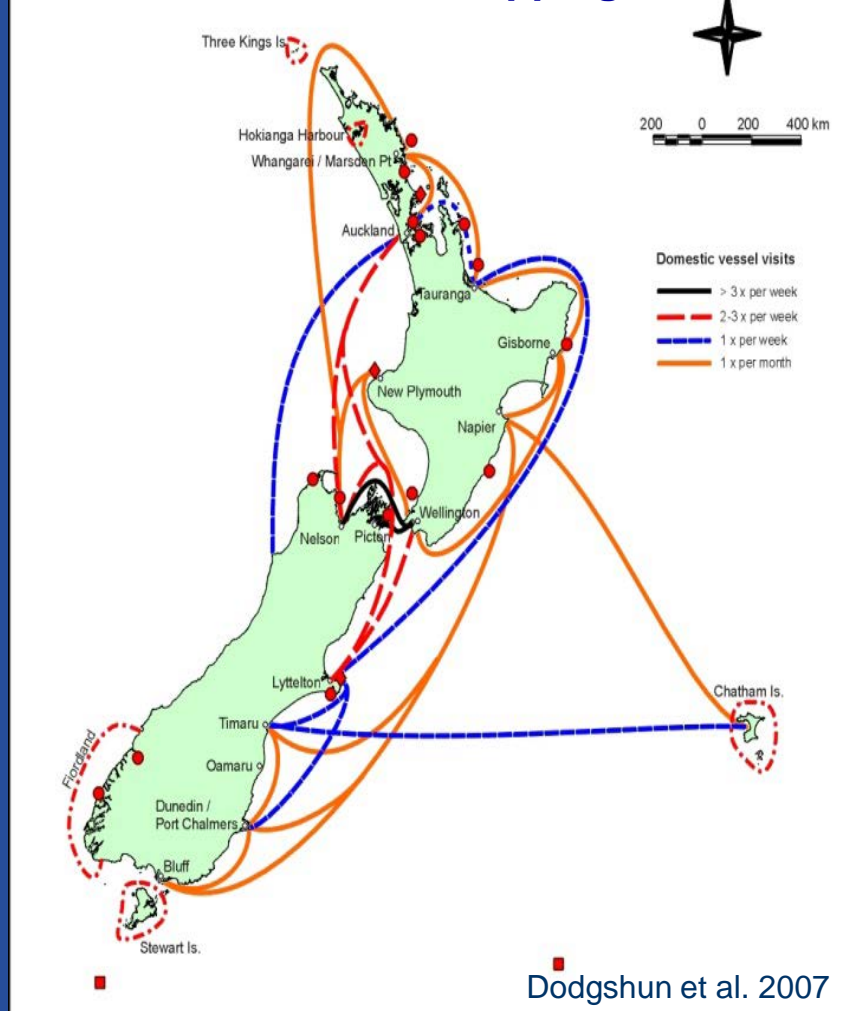 Three Kings Is.
Hokianga Harbour
Whangarei / Marsden Pt
200 0 200 400 km
Auckland
Domestic vessel visits
> 3 x per week
2-3 x per week
1 x per week
1 x per month
Tauranga
Gisborne
New Plymouth
Napier
Wellington
Nelson
Picton
Lyttelton
Chatham Is.
Timaru
Fiordland
Oamaru
Dunedin /
Port Chalmers
Bluff
Stewart Is.
Dodgshun et al. 2007